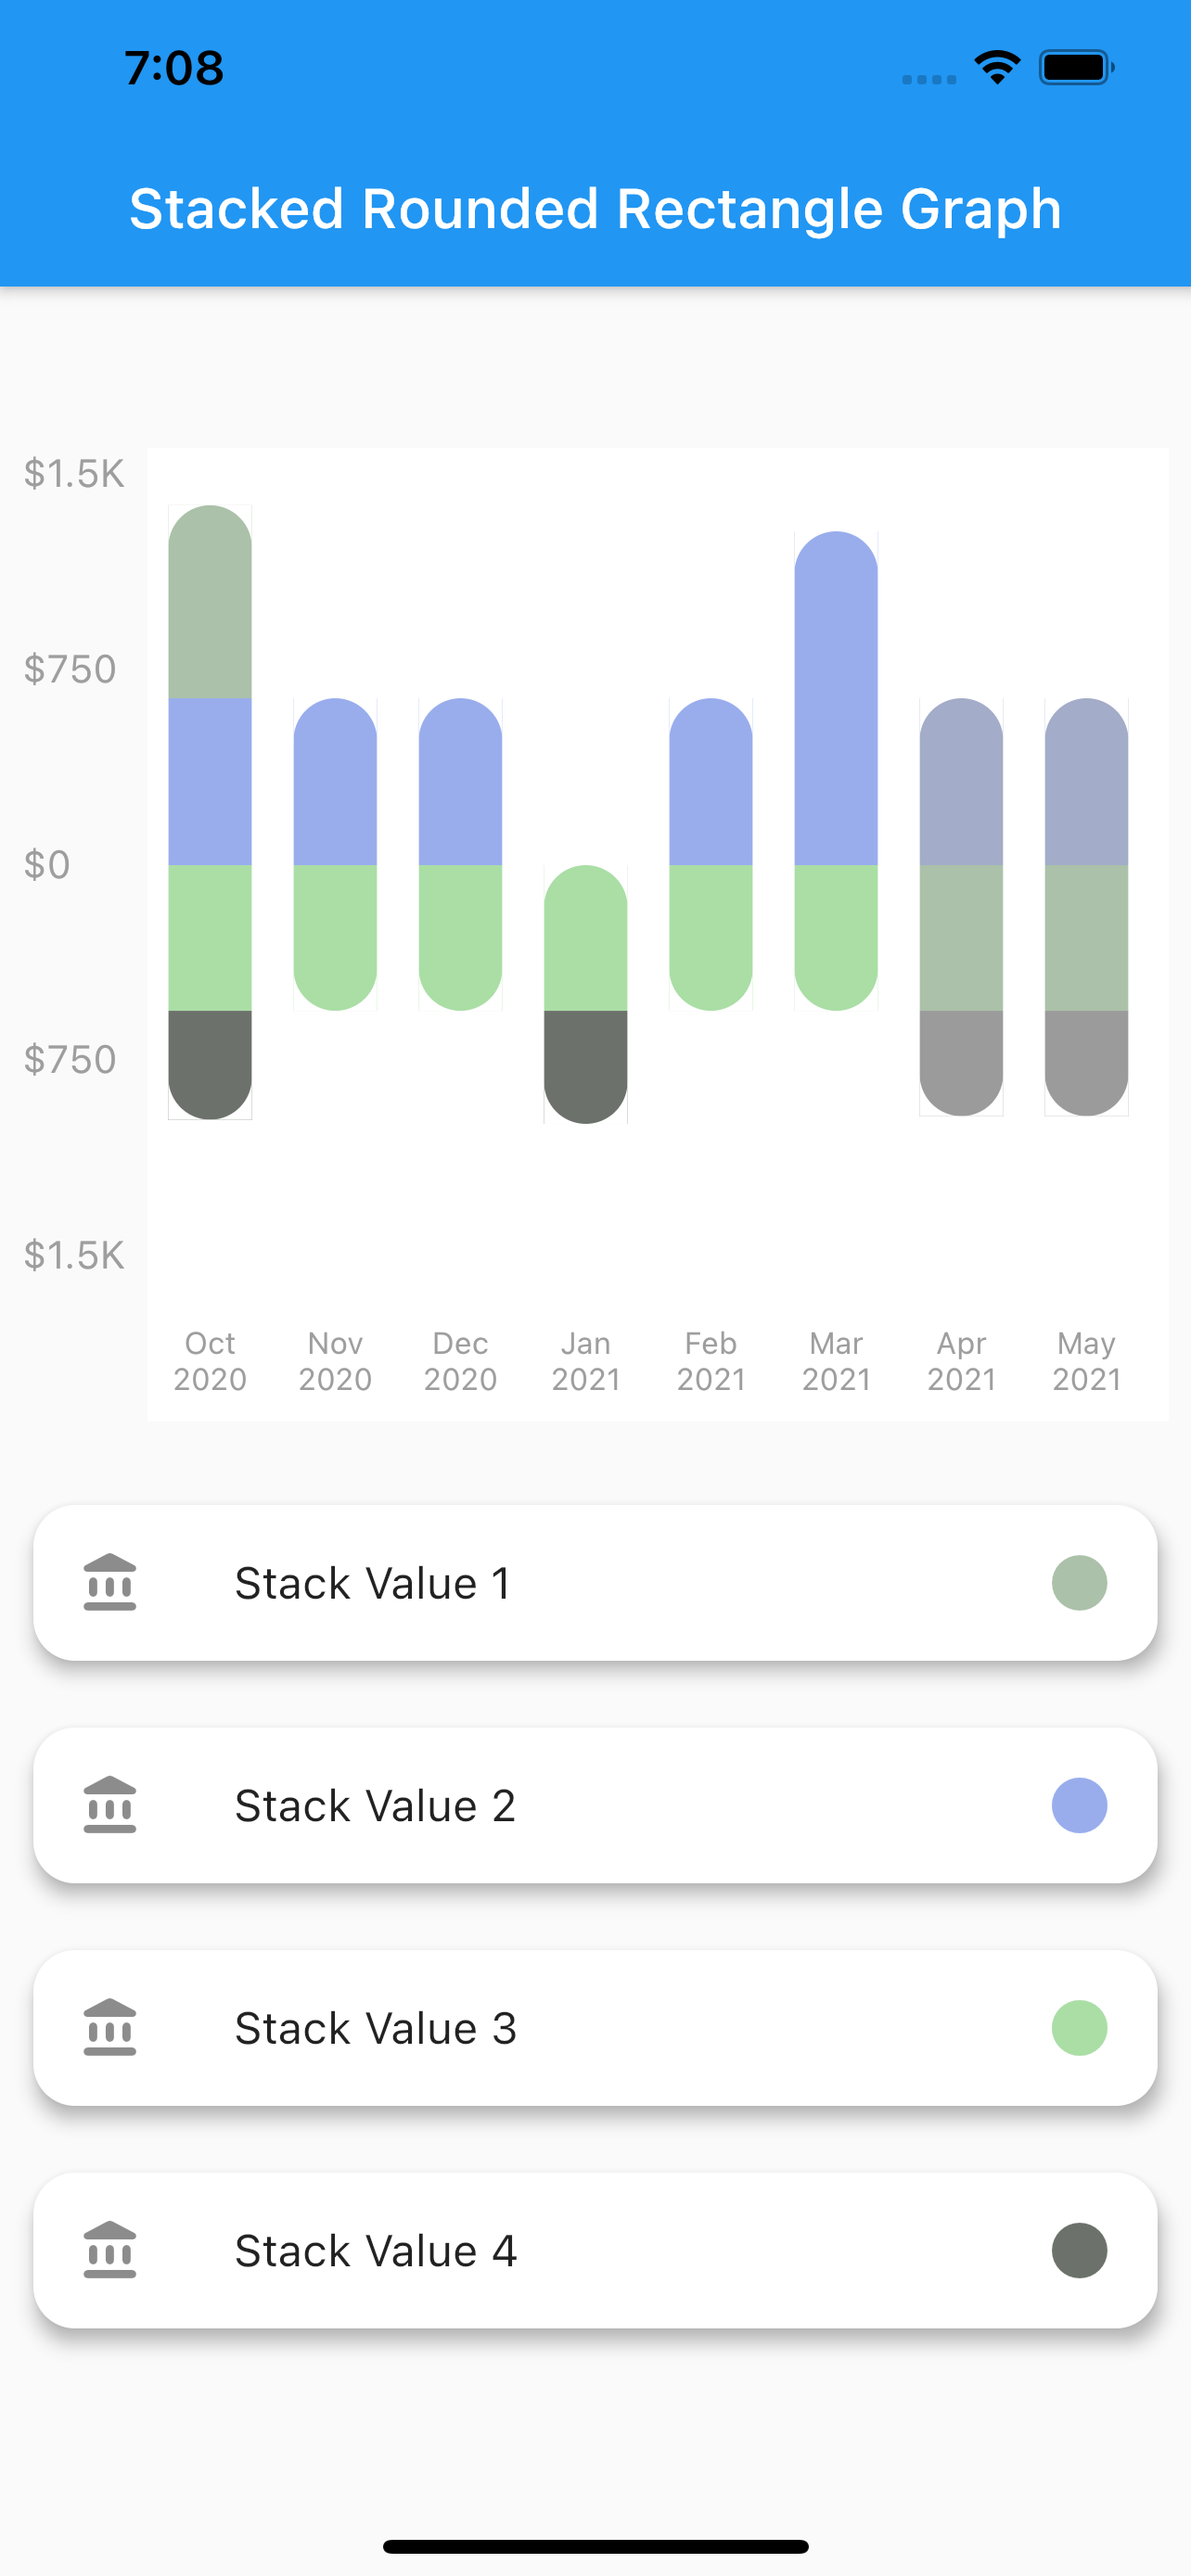 7:08
Stacked Rounded Rectangle Graph
$1.5K
$750
$0
$750
$1.5K
Oct Nov Dec Jan Feb Mar Apr May
2020 2020 2020 2021 2021 2021 2021 2021
Stack Value 1
Stack Value 2
Stack Value 3
Stack Value 4